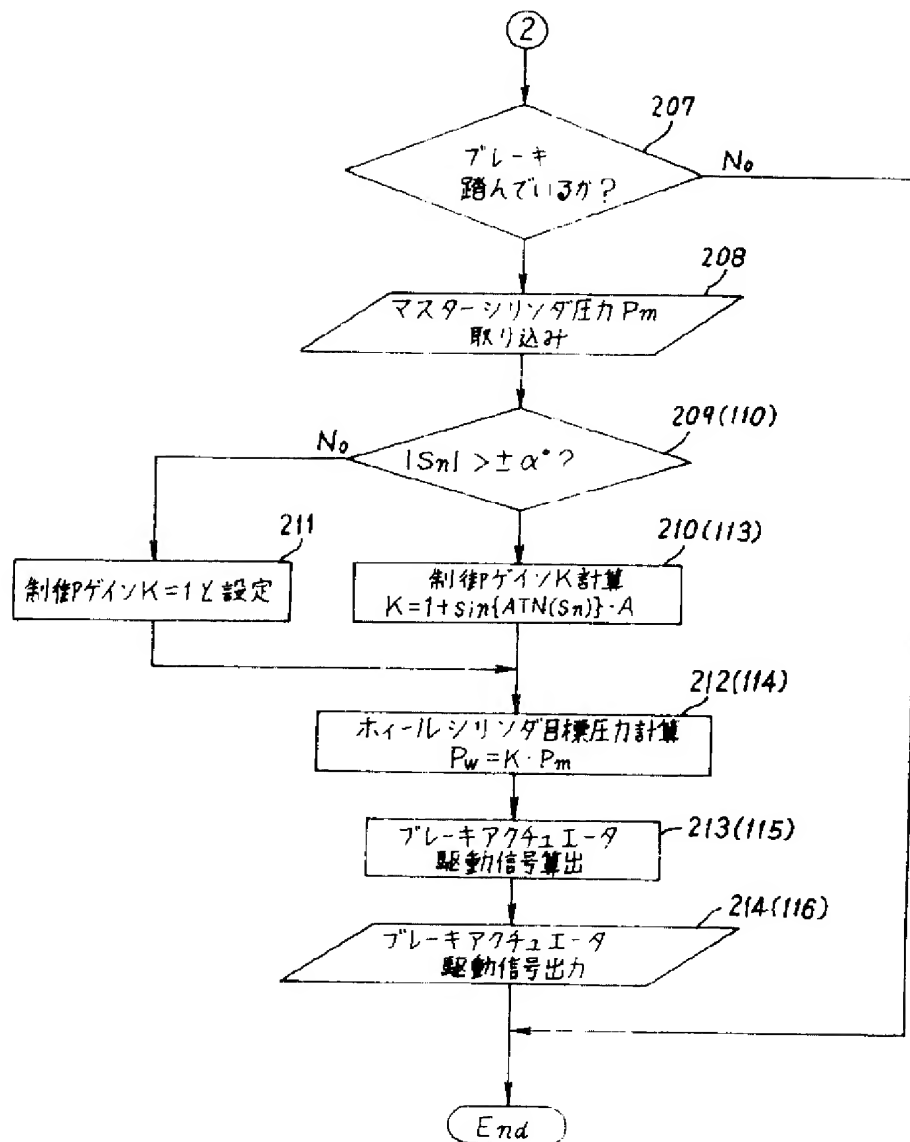 2
207
ブレーキ
踏んでいるか?
No
208
マスターシリンダ圧力Pm
取り込み
209(110)
No
|Sn| > ± α° ?
211
制御ゲインK=1と設定
210(113)
制御ゲインK計算
K=1+sin{ATN(Sn)}・A
212(114)
ホィールシリンダ目標圧力計算
Pw=K・Pm
ブレーキアクチュエータ
駆動信号算出
213(115)
214(116)
ブレーキアクチュエータ
駆動信号出力
End